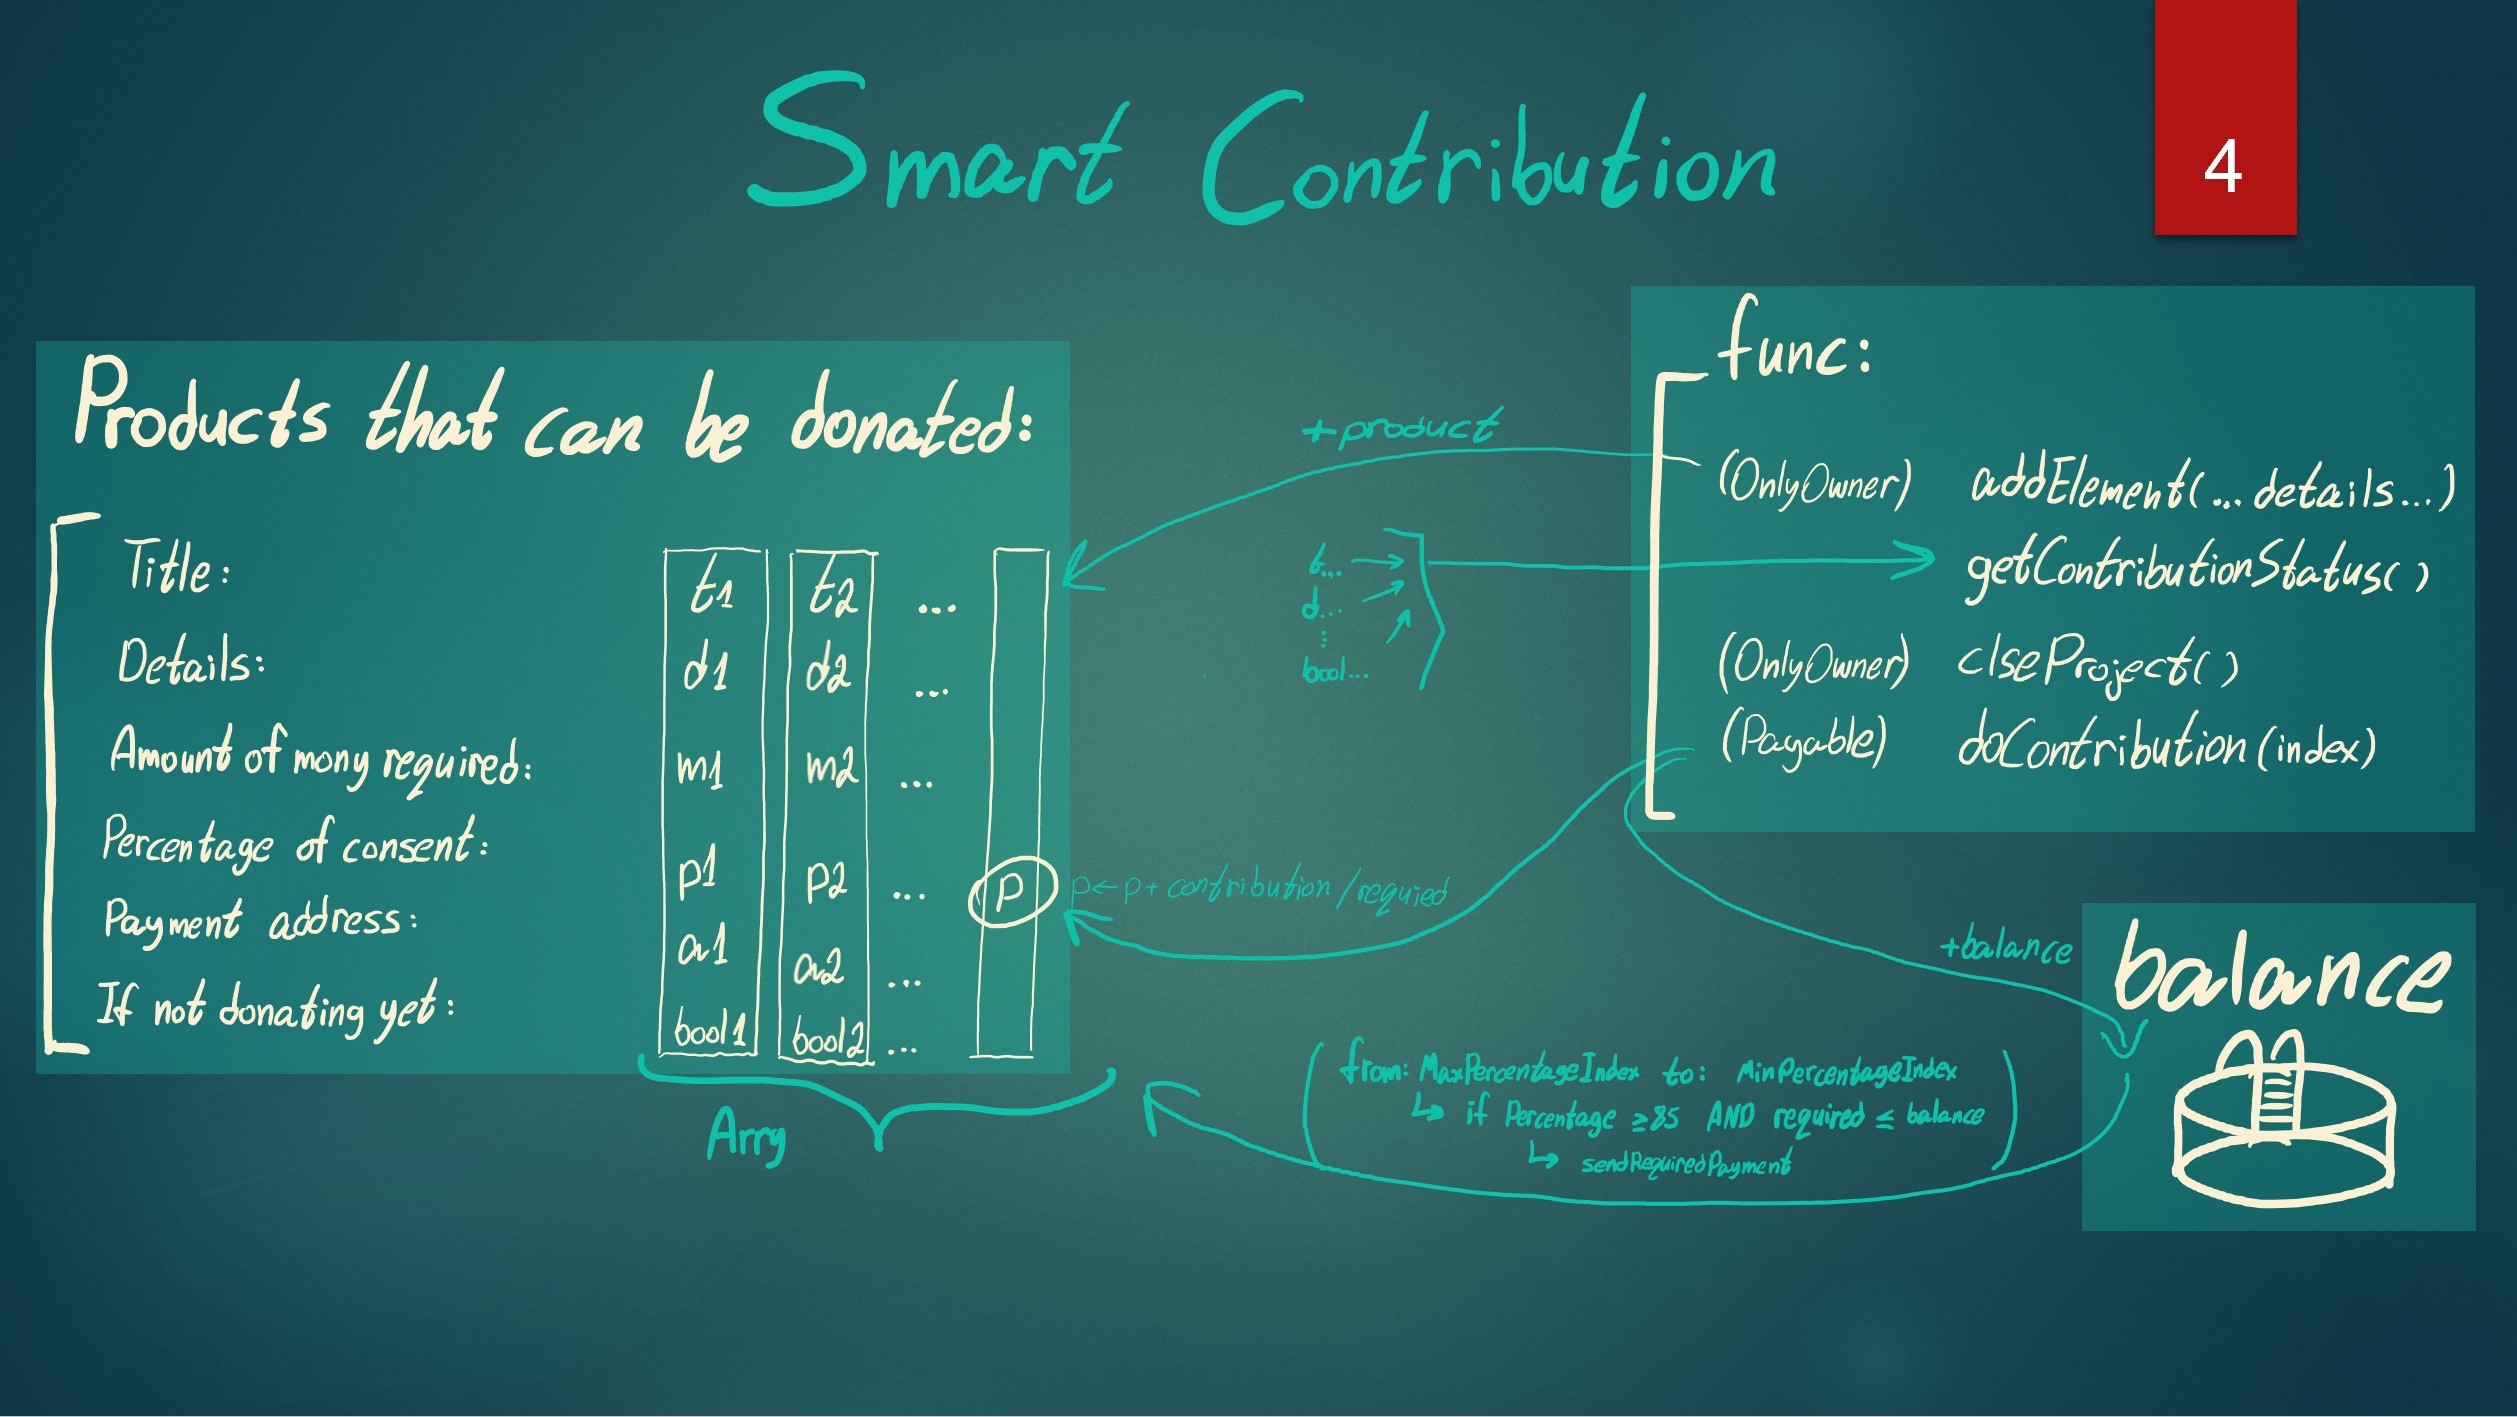 Smart Contribution
4
Products that can be donated:
Title:
Details:
Amount of mony required:
Percentage of consent:
Payment address:
If not donating yet:
t1 t2 ...
d1 d2 ...
m1 m2 ...
p1 p2 ... P
a1 a2 ...
bool1 bool2 ...
Arry
+product
t...
d...
⋮
bool...
p←p+ contribution/requied
func:
(OnlyOwner) addElement(...details...)
getContributionStatus()
(OnlyOwner) clseProject()
(Payable) doContribution(index)
+balance
balance
from: MaxPercentageIndex to: MinPercentageIndex
↳ if Percentage ≥85 AND required ≤ balance
↳ sendRequiredPayment